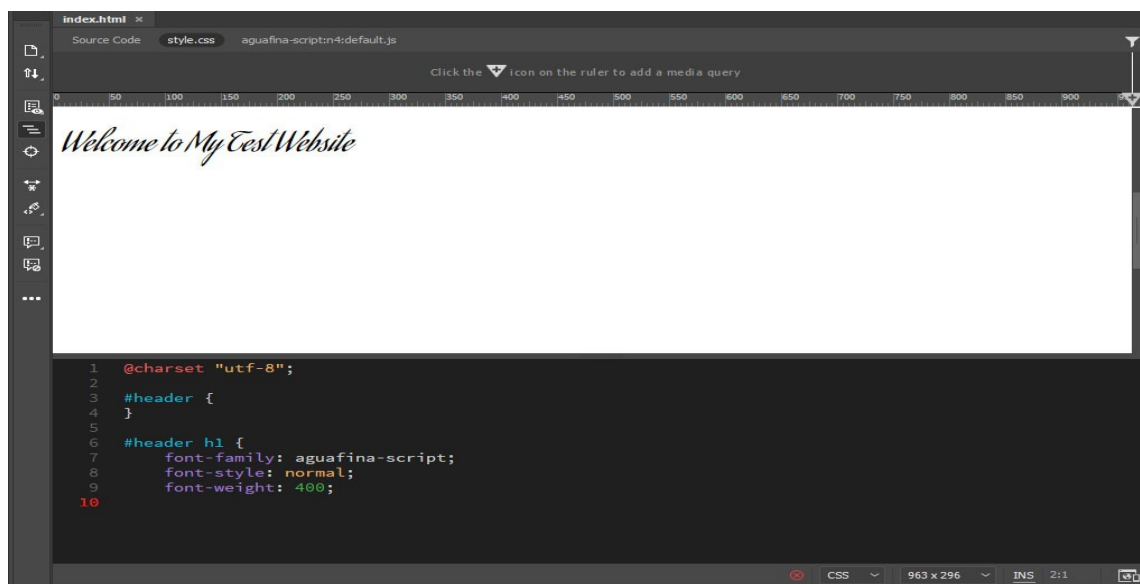 index.html ×
Source Code style.css aguafina-script:n4:default.js
Click the icon on the ruler to add a media query
0 50 100 150 200 250 300 350 400 450 500 550 600 650 700 750 800 850 900
Welcome to My Test Website
1 @charset "utf-8";
2
3 #header {
4 }
5
6 #header h1 {
7 font-family: aguafina-script;
8 font-style: normal;
9 font-weight: 400;
10
CSS 963 x 296 INS 2:1